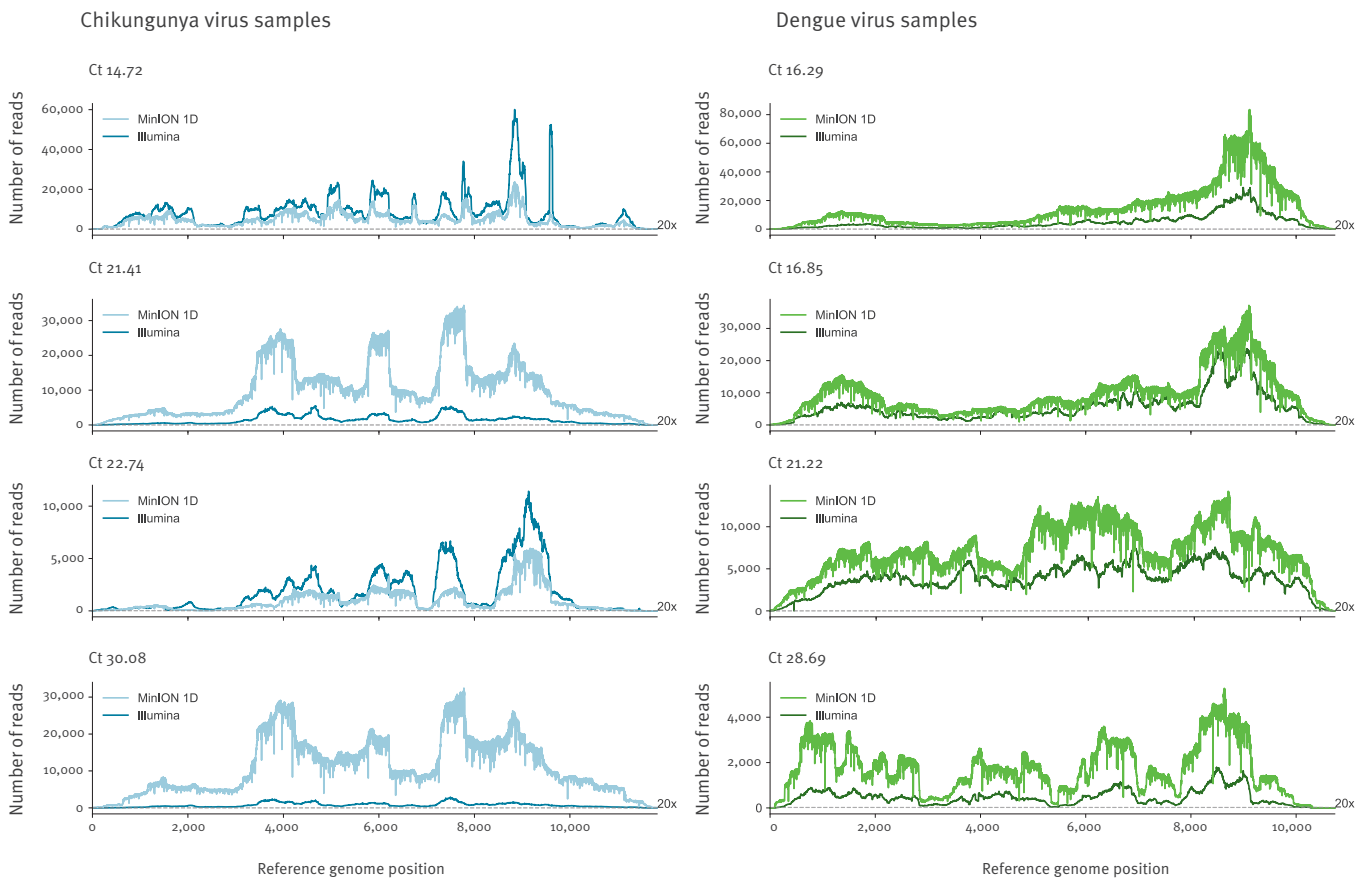 Chikungunya virus samples
Ct 14.72
Number of reads
60,000
40,000
20,000
0
MinION 1D
Illumina
20x
Ct 21.41
Number of reads
30,000
20,000
10,000
0
MinION 1D
Illumina
20x
Ct 22.74
Number of reads
10,000
5,000
0
MinION 1D
Illumina
20x
Ct 30.08
Number of reads
30,000
20,000
10,000
0
MinION 1D
Illumina
20x
0 2,000 4,000 6,000 8,000 10,000
Reference genome position
Dengue virus samples
Ct 16.29
Number of reads
80,000
60,000
40,000
20,000
0
MinION 1D
Illumina
20x
Ct 16.85
Number of reads
30,000
20,000
10,000
0
MinION 1D
Illumina
20x
Ct 21.22
Number of reads
10,000
5,000
0
MinION 1D
Illumina
20x
Ct 28.69
Number of reads
4,000
2,000
0
MinION 1D
Illumina
20x
0 2,000 4,000 6,000 8,000 10,000
Reference genome position